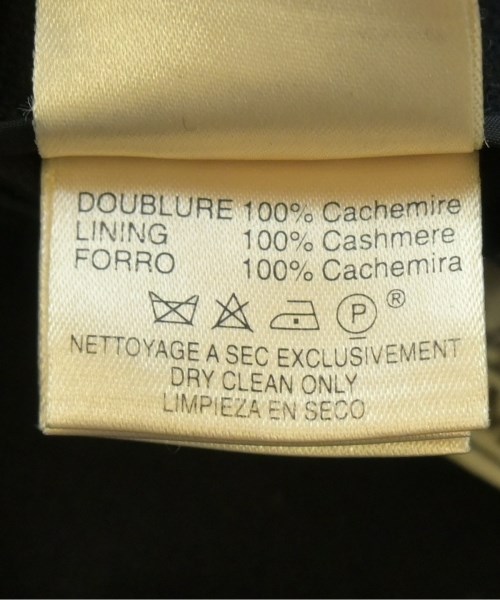 DOUBLURE 100% Cachemire
LINING 100% Cashmere
FORRO 100% Cachemira
P ®
NETTOYAGE A SEC EXCLUSIVEMENT
DRY CLEAN ONLY
LIMPIEZA EN SECO